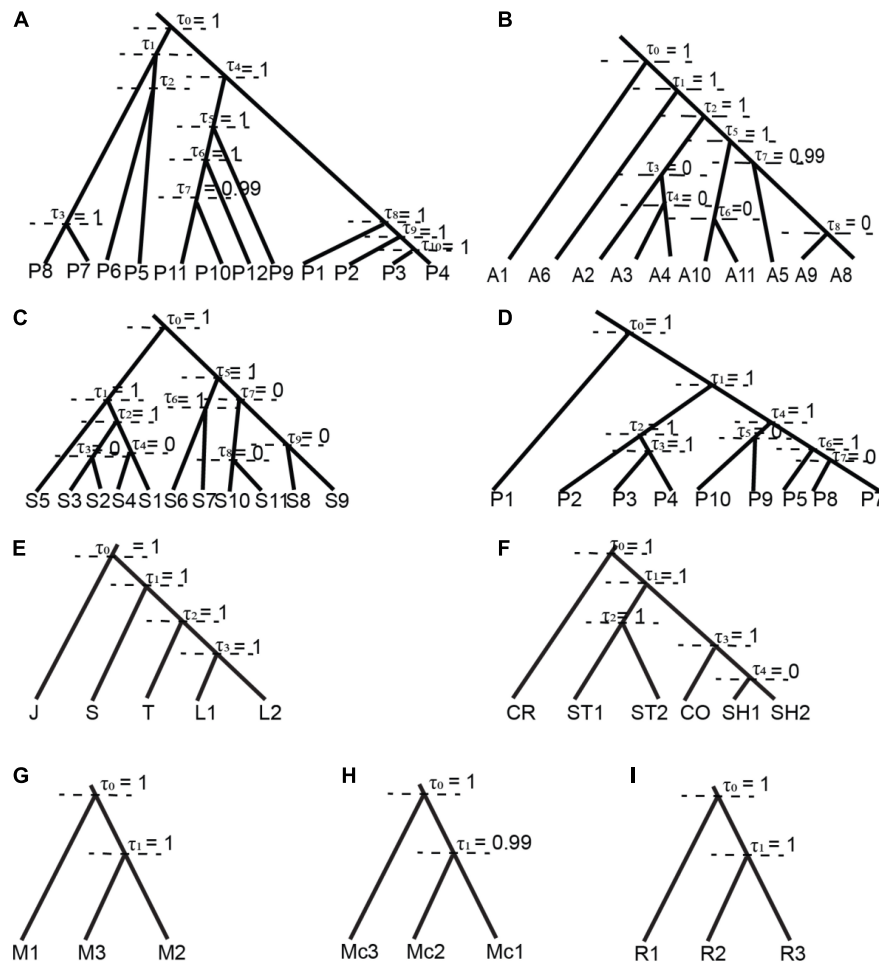 A
τ₀ = 1
τ₁
τ₂
τ₄ = 1
τ₅ = 1
τ₆ = 1
τ₇ = 0.99
τ₃ = 1
τ₈ = 1
τ₉ = 1
τ₁₀ = 1
P8 P7 P6 P5 P11 P10 P12 P9 P1 P2 P3 P4
B
τ₀ = 1
τ₁ = 1
τ₂ = 1
τ₅ = 1
τ₇ = 0.99
τ₃ = 0
τ₄ = 0
τ₆ = 0
τ₈ = 0
A1 A6 A2 A3 A4 A10 A11 A5 A9 A8
C
τ₀ = 1
τ₅ = 1
τ₁ = 1
τ₆ = 1
τ₇ = 0
τ₂ = 1
τ₃ = 0
τ₄ = 0
τ₈ = 0
τ₉ = 0
S5 S3 S2 S4 S1 S6 S7 S10 S11 S8 S9
D
τ₀ = 1
τ₁ = 1
τ₂ = 1
τ₄ = 1
τ₅ = 0
τ₃ = 1
τ₆ = 1
τ₇ = 0
P1 P2 P3 P4 P10 P9 P5 P8 P7
E
τ₀ = 1
τ₁ = 1
τ₂ = 1
τ₃ = 1
J S T L1 L2
F
τ₀ = 1
τ₁ = 1
τ₂ = 1
τ₃ = 1
τ₄ = 0
CR ST1 ST2 CO SH1 SH2
G
τ₀ = 1
τ₁ = 1
M1 M3 M2
H
τ₀ = 1
τ₁ = 0.99
Mc3 Mc2 Mc1
I
τ₀ = 1
τ₁ = 1
R1 R2 R3